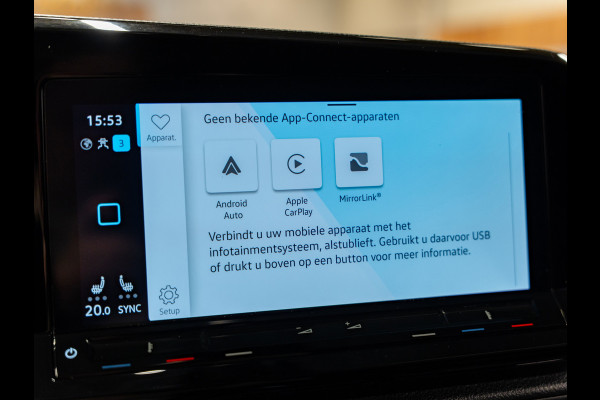 15:53
3
Apparat.
Geen bekende App-Connect-apparaten
Android
Auto
Apple
CarPlay
MirrorLink®
Verbindt u uw mobiele apparaat met het
infotainmentsysteem, alstublieft. Gebruikt u daarvoor USB
of drukt u boven op een button voor meer informatie.
20.0 SYNC
Setup